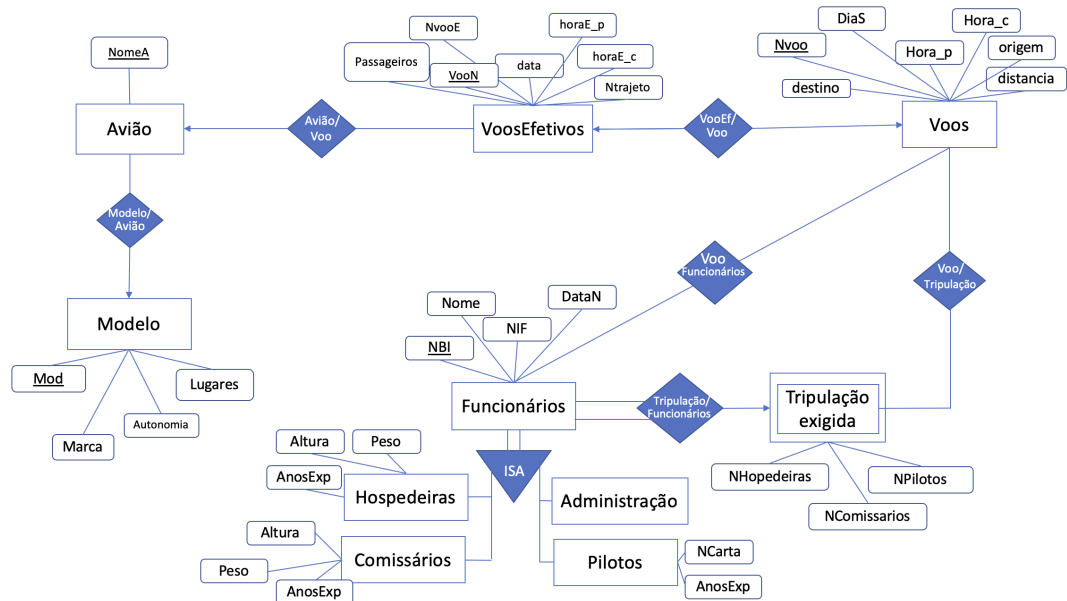 NomeA
Avião
Avião/
Voo
Passageiros
NvooE
VooN
data
horaE_p
horaE_c
Ntrajeto
VoosEfetivos
VooEf/
Voo
DiaS
Hora_c
Nvoo
Hora_p
origem
destino
distancia
Voos
Modelo/
Avião
Modelo
Mod
Lugares
Autonomia
Marca
Voo
Funcionários
Voo/
Tripulação
Nome
DataN
NIF
NBI
Funcionários
Tripulação/
Funcionários
Tripulação
exigida
NHopedeiras
NPilotos
NComissarios
ISA
Altura
Peso
AnosExp
Hospedeiras
Administração
Altura
Comissários
Peso
AnosExp
Pilotos
NCarta
AnosExp